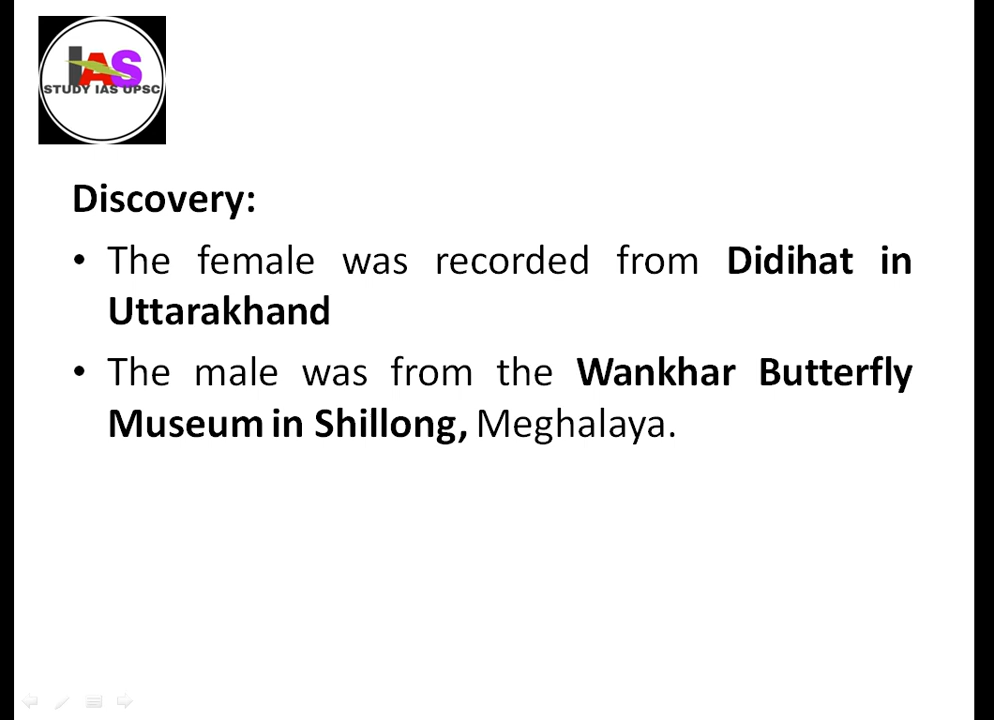 IAS
STUDY IAS UPSC
Discovery:
• The female was recorded from Didihat in
Uttarakhand
• The male was from the Wankhar Butterfly
Museum in Shillong, Meghalaya.